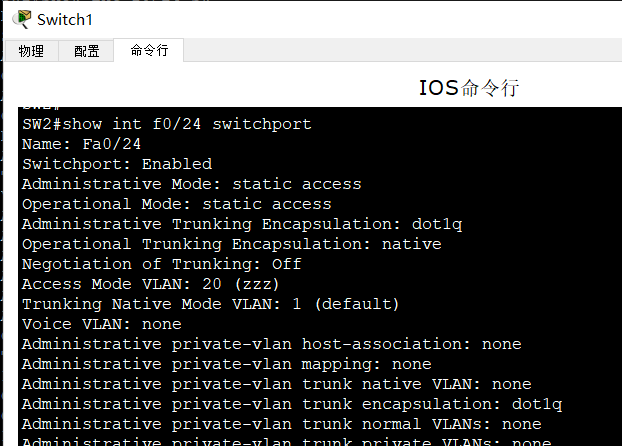 Switch1
物理 配置 命令行
IOS命令行
SW2#
SW2#show int f0/24 switchport
Name: Fa0/24
Switchport: Enabled
Administrative Mode: static access
Operational Mode: static access
Administrative Trunking Encapsulation: dot1q
Operational Trunking Encapsulation: native
Negotiation of Trunking: Off
Access Mode VLAN: 20 (zzz)
Trunking Native Mode VLAN: 1 (default)
Voice VLAN: none
Administrative private-vlan host-association: none
Administrative private-vlan mapping: none
Administrative private-vlan trunk native VLAN: none
Administrative private-vlan trunk encapsulation: dot1q
Administrative private-vlan trunk normal VLANs: none
Administrative private-vlan trunk private VLANs: none